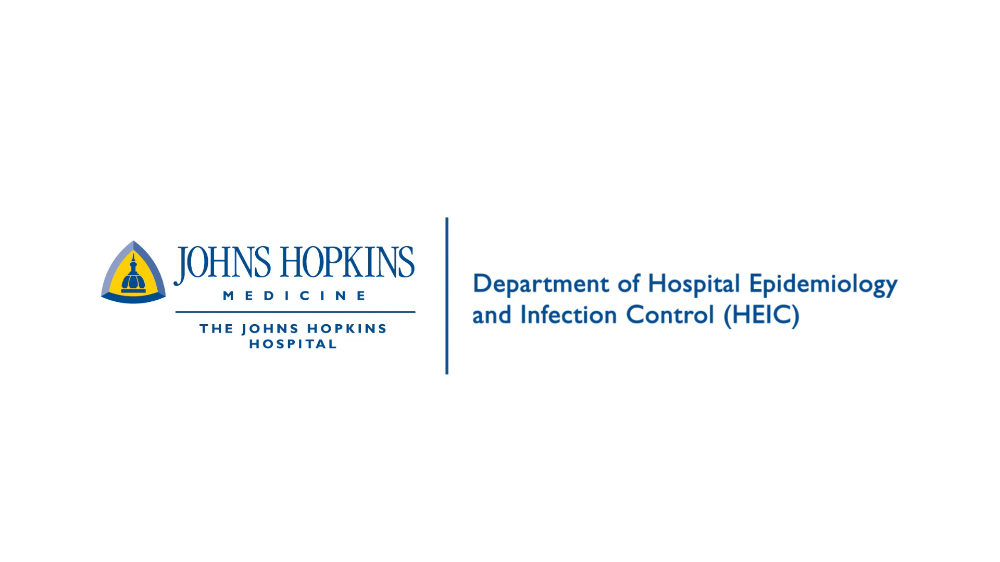 JOHNS HOPKINS
MEDICINE
THE JOHNS HOPKINS
HOSPITAL
Department of Hospital Epidemiology
and Infection Control (HEIC)